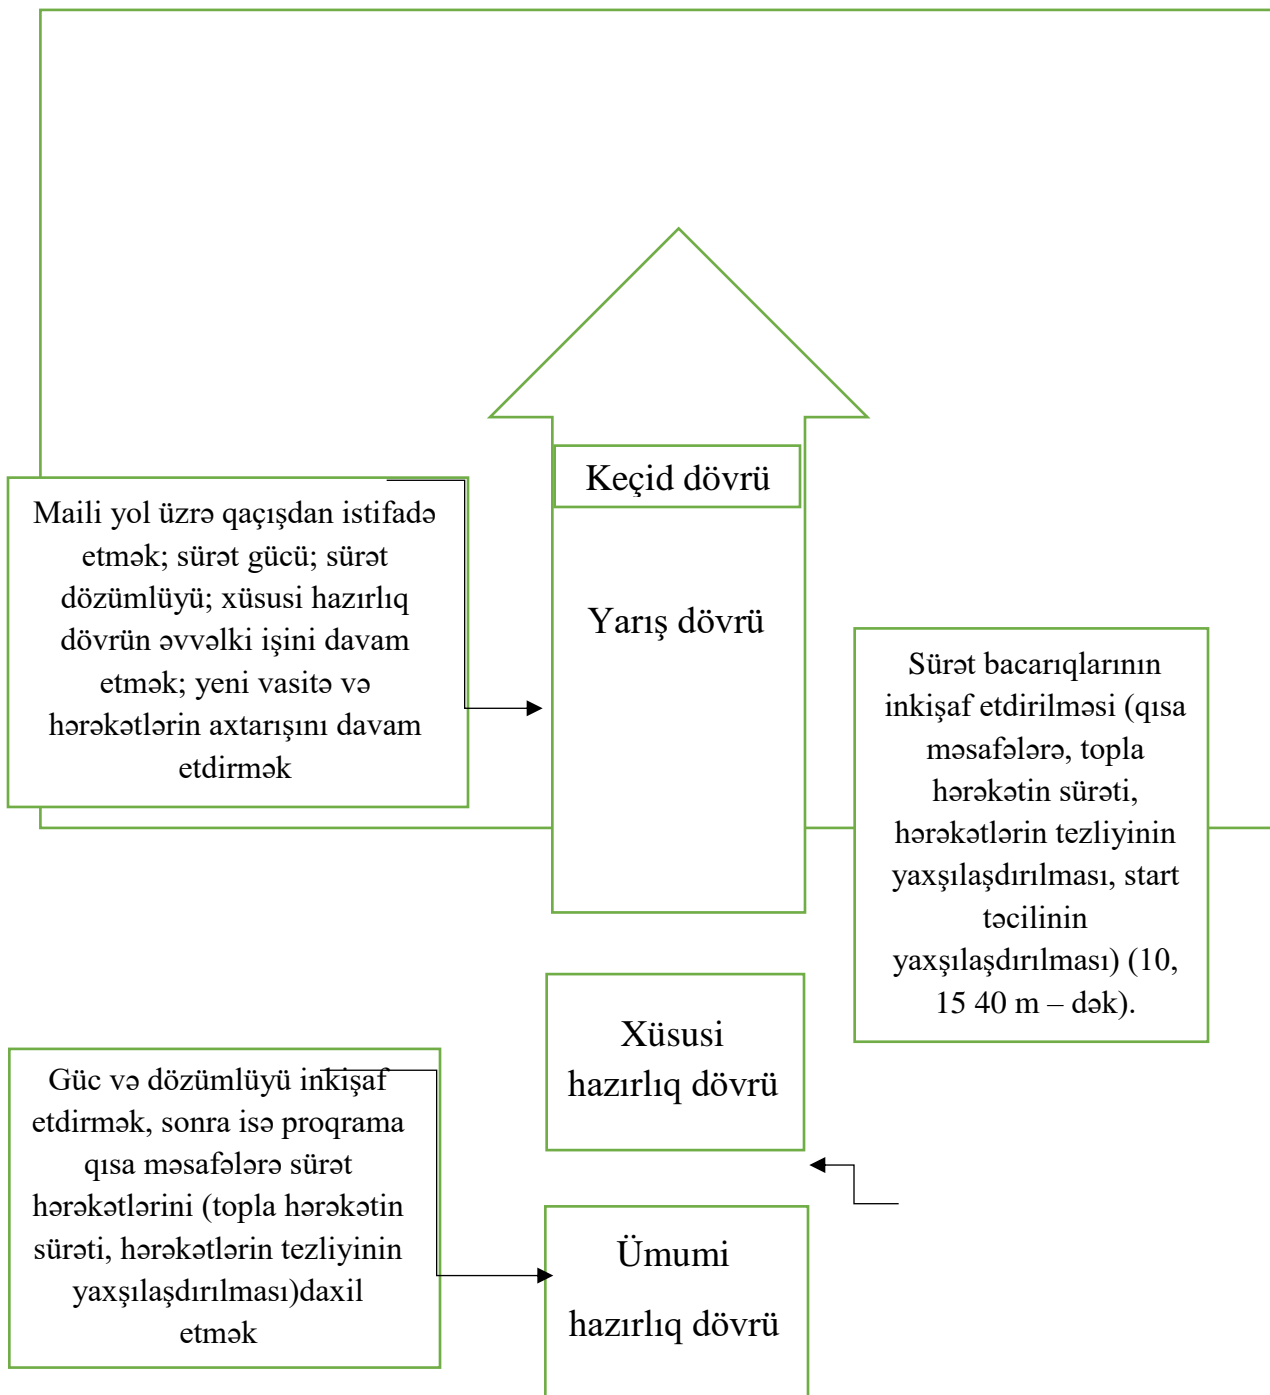 Keçid dövrü
Maili yol üzrə qaçışdan istifadə
etmək; sürət gücü; sürət
dözümlüyü; xüsusi hazırlıq
dövrün əvvəlki işini davam
etmək; yeni vasitə və
hərəkətlərin axtarışını davam
etdirmək
Yarış dövrü
Sürət bacarıqlarının
inkişaf etdirilməsi (qısa
məsafələrə, topla
hərəkətin sürəti,
hərəkətlərin tezliyinin
yaxşılaşdırılması, start
təcilinin
yaxşılaşdırılması) (10,
15 40 m – dək).
Xüsusi
hazırlıq dövrü
Güc və dözümlüyü inkişaf
etdirmək, sonra isə proqrama
qısa məsafələrə sürət
hərəkətlərini (topla hərəkətin
sürəti, hərəkətlərin tezliyinin
yaxşılaşdırılması)daxil
etmək
Ümumi
hazırlıq dövrü